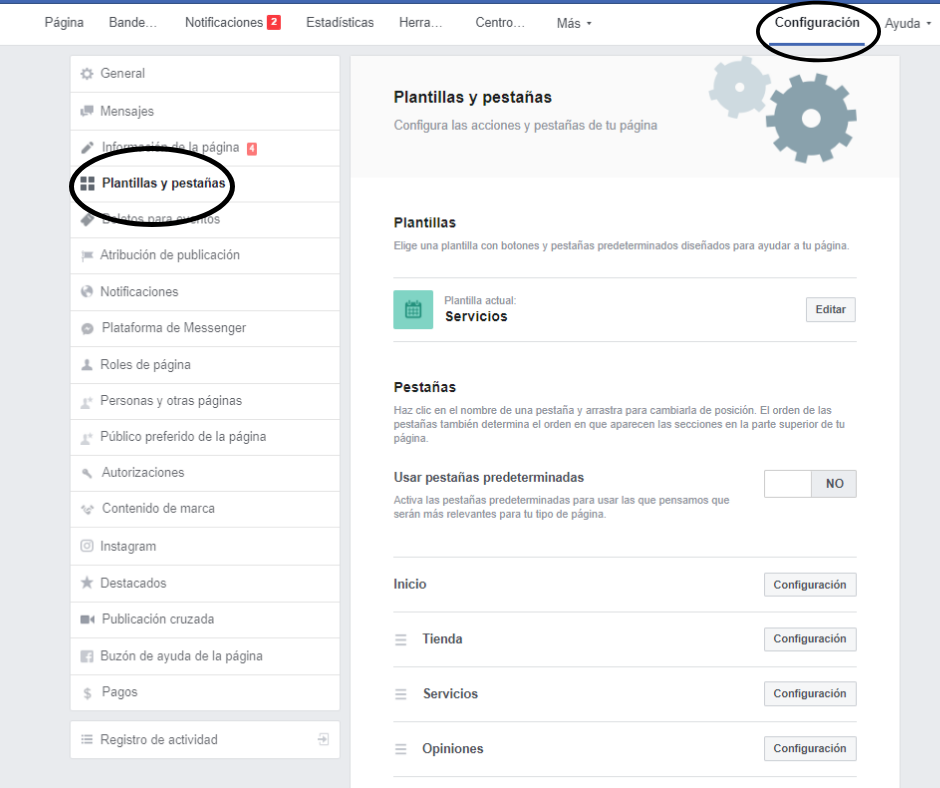 Página Bande... Notificaciones 2 Estadísticas Herra... Centro... Más Configuración Ayuda
General
Mensajes
Información de la página 4
Plantillas y pestañas
Boletos para eventos
Atribución de publicación
Notificaciones
Plataforma de Messenger
Roles de página
Personas y otras páginas
Público preferido de la página
Autorizaciones
Contenido de marca
Instagram
Destacados
Publicación cruzada
Buzón de ayuda de la página
Pagos
Registro de actividad
Plantillas y pestañas
Configura las acciones y pestañas de tu página
Plantillas
Elige una plantilla con botones y pestañas predeterminados diseñados para ayudar a tu página.
Plantilla actual:
Servicios
Editar
Pestañas
Haz clic en el nombre de una pestaña y arrastra para cambiarla de posición. El orden de las
pestañas también determina el orden en que aparecen las secciones en la parte superior de tu
página.
Usar pestañas predeterminadas
NO
Activa las pestañas predeterminadas para usar las que pensamos que
serán más relevantes para tu tipo de página.
Inicio Configuración
Tienda Configuración
Servicios Configuración
Opiniones Configuración